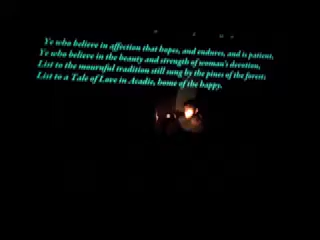 Ye who believe in affection that hopes, and endures, and is patient,
Ye who believe in the beauty and strength of woman's devotion,
List to the mournful tradition still sung by the pines of the forest;
List to a Tale of Love in Acadie, home of the happy.